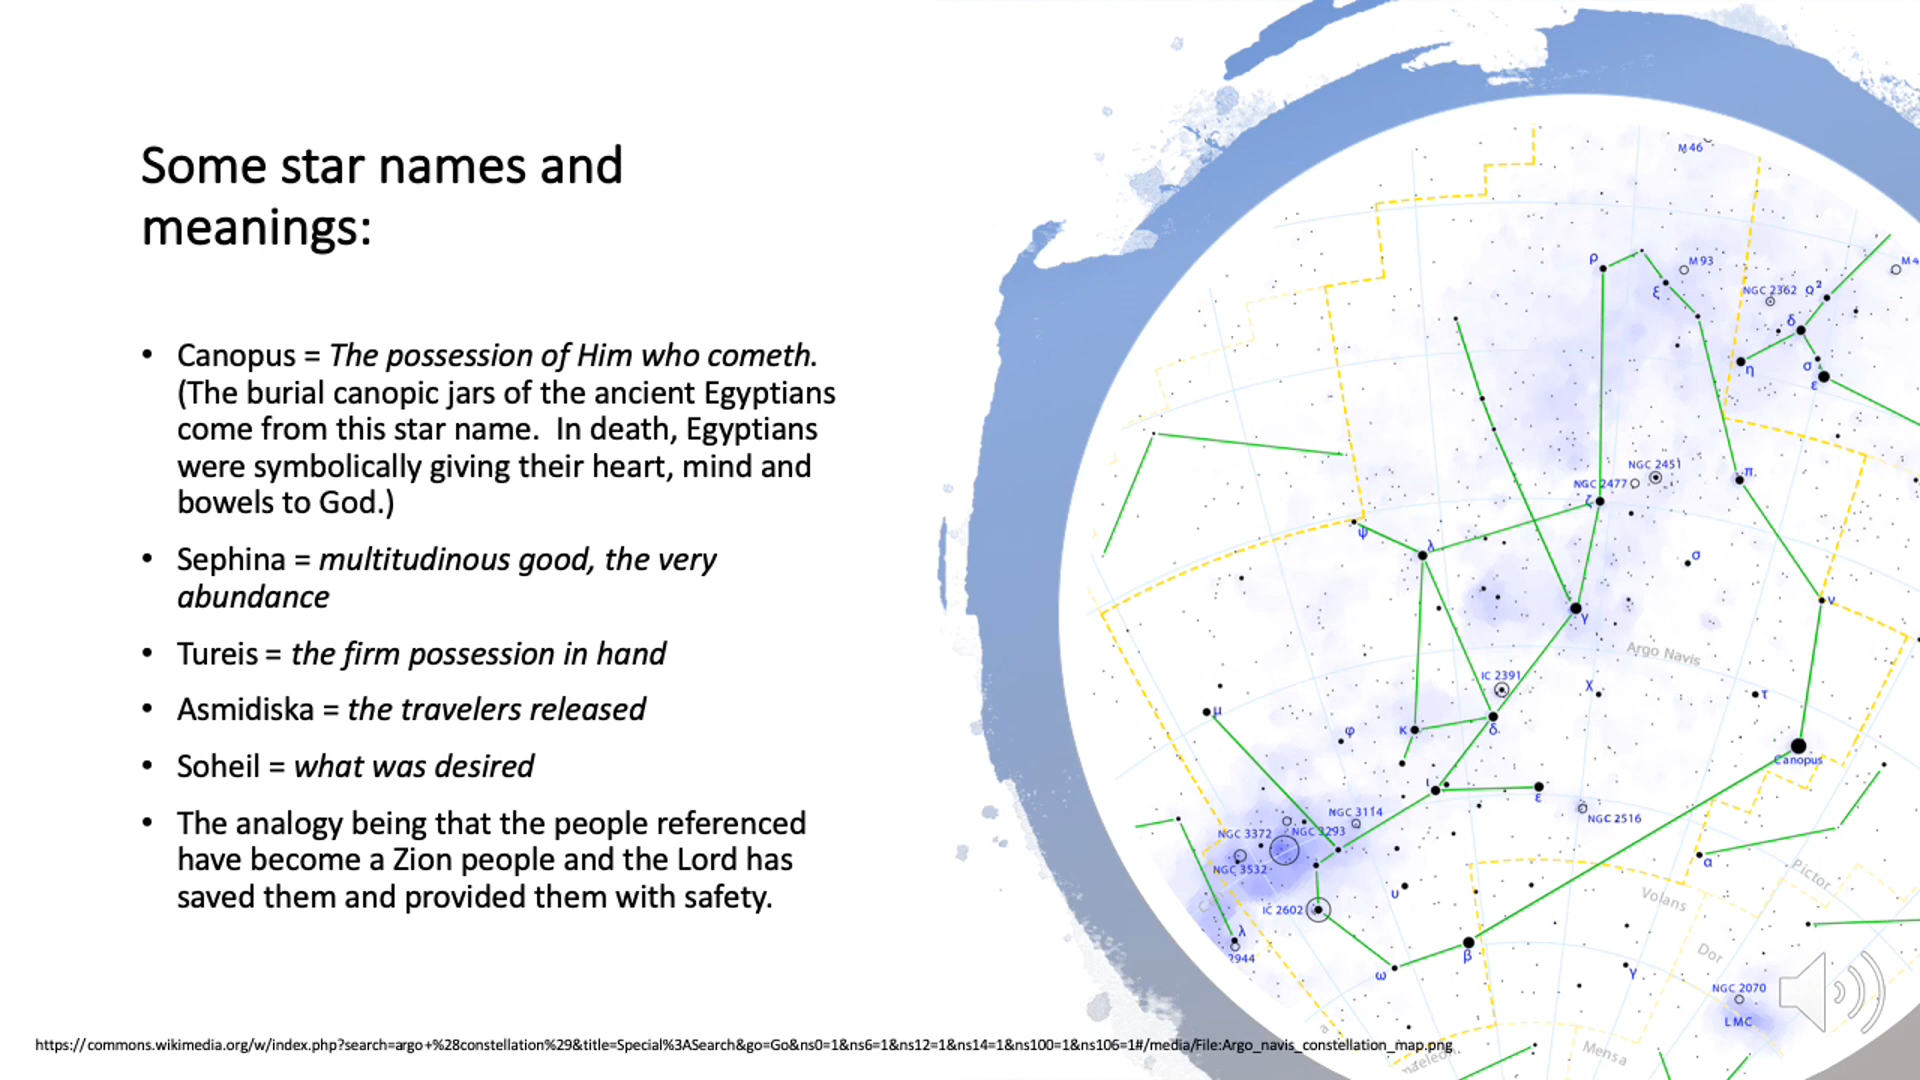 Some star names and
meanings:
• Canopus = The possession of Him who cometh.
(The burial canopic jars of the ancient Egyptians
come from this star name.  In death, Egyptians
were symbolically giving their heart, mind and
bowels to God.)
• Sephina = multitudinous good, the very
abundance
• Tureis = the firm possession in hand
• Asmidiska = the travelers released
• Soheil = what was desired
• The analogy being that the people referenced
have become a Zion people and the Lord has
saved them and provided them with safety.
M 46
ρ
M 93
ξ
NGC 2362
ο²
δ
η
σ
ε
NGC 2451
NGC 2477
π
ζ
ψ
λ
σ
ν
γ
Argo Navis
IC 2391
χ
τ
μ
φ
κ
δ
Canopus
ι
ε
NGC 3114
NGC 2516
NGC 3372
NGC 3293
NGC 3532
α
Pictor
υ
Volans
IC 2602
λ
2944
β
ω
γ
Dor
NGC 2070
LMC
Mensa
https://commons.wikimedia.org/w/index.php?search=argo+%28constellation%29&title=Special%3ASearch&go=Go&ns0=1&ns6=1&ns12=1&ns14=1&ns100=1&ns106=1#/media/File:Argo_navis_constellation_map.png